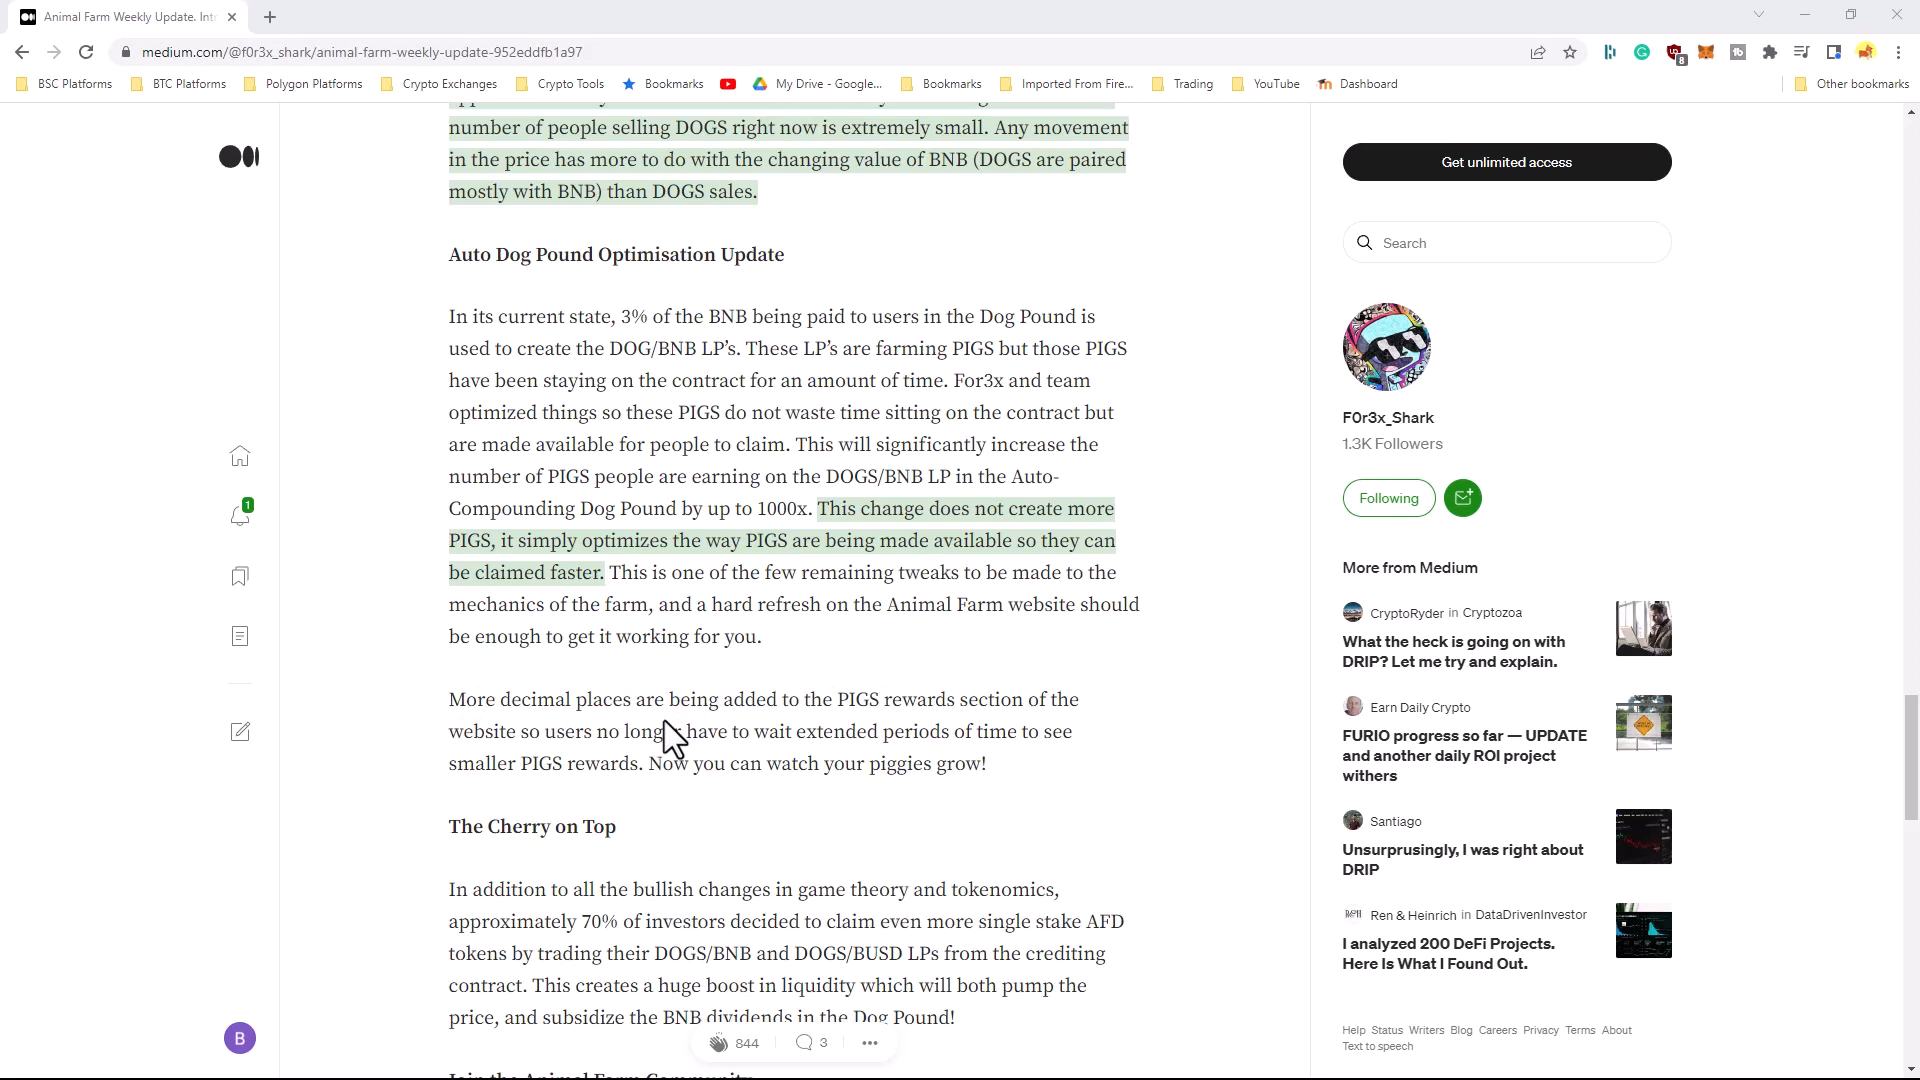 Animal Farm Weekly Update. Intr
medium.com/@f0r3x_shark/animal-farm-weekly-update-952eddfb1a97
8
BSC Platforms
BTC Platforms
Polygon Platforms
Crypto Exchanges
Crypto Tools
Bookmarks
My Drive - Google...
Bookmarks
Imported From Fire...
Trading
YouTube
Dashboard
Other bookmarks
number of people selling DOGS right now is extremely small. Any movement
in the price has more to do with the changing value of BNB (DOGS are paired
mostly with BNB) than DOGS sales.
Auto Dog Pound Optimisation Update
In its current state, 3% of the BNB being paid to users in the Dog Pound is
used to create the DOG/BNB LP’s. These LP’s are farming PIGS but those PIGS
have been staying on the contract for an amount of time. For3x and team
optimized things so these PIGS do not waste time sitting on the contract but
are made available for people to claim. This will significantly increase the
number of PIGS people are earning on the DOGS/BNB LP in the Auto-
Compounding Dog Pound by up to 1000x. This change does not create more
PIGS, it simply optimizes the way PIGS are being made available so they can
be claimed faster. This is one of the few remaining tweaks to be made to the
mechanics of the farm, and a hard refresh on the Animal Farm website should
be enough to get it working for you.
More decimal places are being added to the PIGS rewards section of the
website so users no longer have to wait extended periods of time to see
smaller PIGS rewards. Now you can watch your piggies grow!
The Cherry on Top
In addition to all the bullish changes in game theory and tokenomics,
approximately 70% of investors decided to claim even more single stake AFD
tokens by trading their DOGS/BNB and DOGS/BUSD LPs from the crediting
contract. This creates a huge boost in liquidity which will both pump the
price, and subsidize the BNB dividends in the Dog Pound!
844
3
Join the Animal Farm Community
1
B
Get unlimited access
Search
F0r3x_Shark
1.3K Followers
Following
More from Medium
CryptoRyder in Cryptozoa
What the heck is going on with
DRIP? Let me try and explain.
Earn Daily Crypto
FURIO progress so far — UPDATE
and another daily ROI project
withers
Santiago
Unsurprusingly, I was right about
DRIP
R&H Ren & Heinrich in DataDrivenInvestor
I analyzed 200 DeFi Projects.
Here Is What I Found Out.
Help Status Writers Blog Careers Privacy Terms About
Text to speech